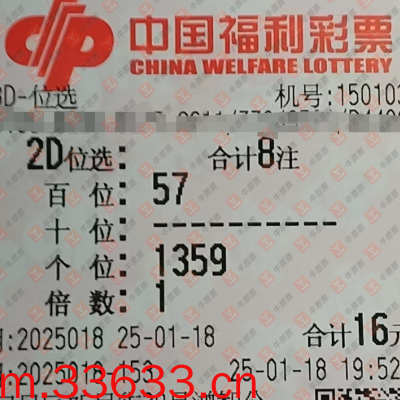 中国福利彩票
CHINA WELFARE LOTTERY
3D-位选 机号:150103
2D位选: 合计8注
百位: 57
十位: ----------
个位: 1359
倍数: 1
:2025018 25-01-18 合计16元
2025018 153 25-01-18 19:52
m.33633.cn